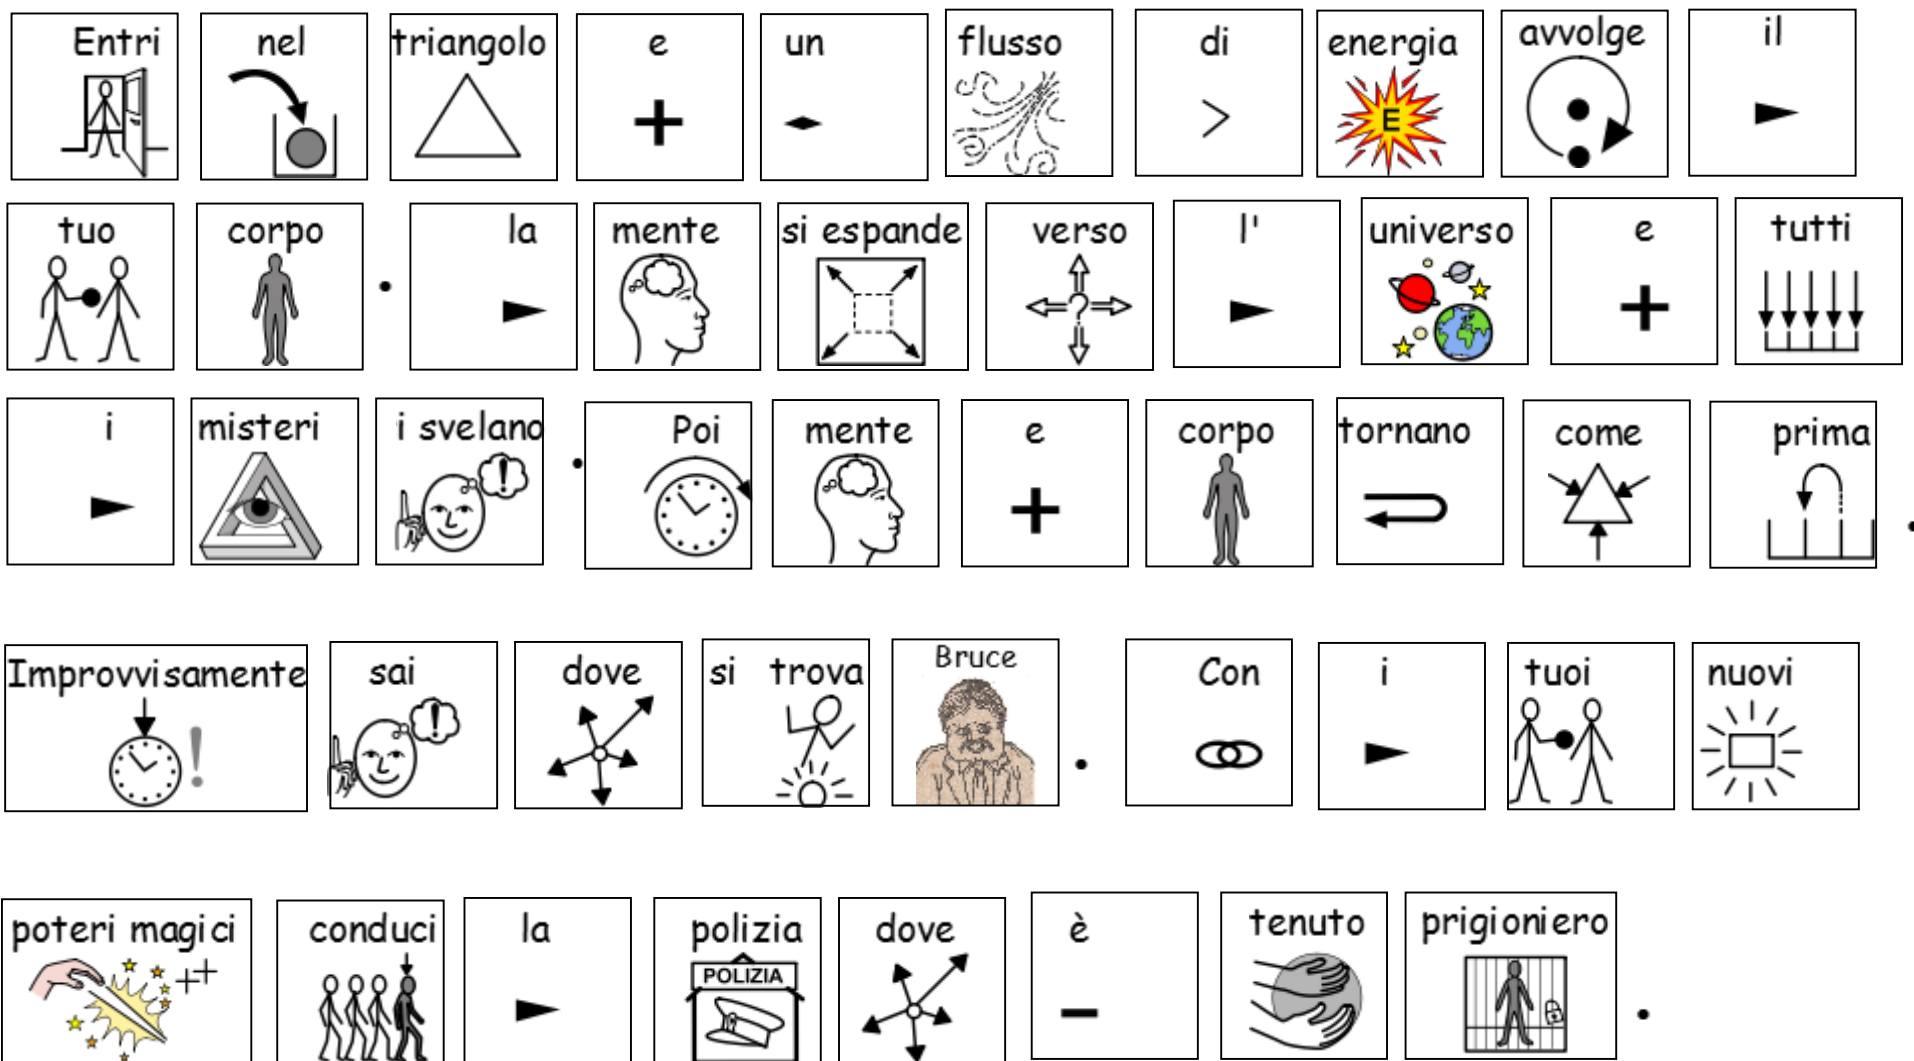 Entri nel triangolo e un flusso di energia avvolge il
tuo corpo . la mente si espande verso l' universo e tutti
i misteri i svelano . Poi mente e corpo tornano come prima .
Improvvisamente sai dove si trova Bruce . Con i tuoi nuovi
poteri magici conduci la polizia dove è tenuto prigioniero .
E
POLIZIA